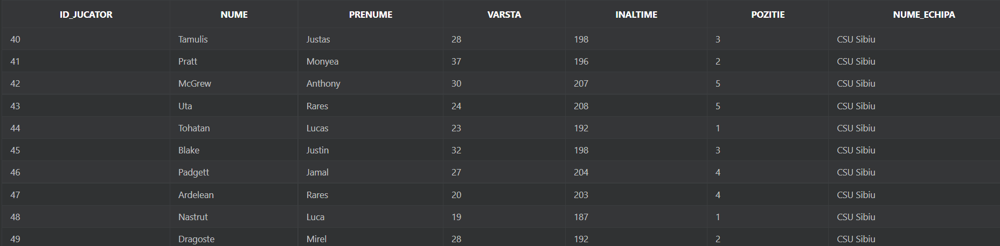 ID_JUCATOR NUME PRENUME VARSTA INALTIME POZITIE NUME_ECHIPA
40 Tamulis Justas 28 198 3 CSU Sibiu
41 Pratt Monyea 37 196 2 CSU Sibiu
42 McGrew Anthony 30 207 5 CSU Sibiu
43 Uta Rares 24 208 5 CSU Sibiu
44 Tohatan Lucas 23 192 1 CSU Sibiu
45 Blake Justin 32 198 3 CSU Sibiu
46 Padgett Jamal 27 204 4 CSU Sibiu
47 Ardelean Rares 20 203 4 CSU Sibiu
48 Nastrut Luca 19 187 1 CSU Sibiu
49 Dragoste Mirel 28 192 2 CSU Sibiu